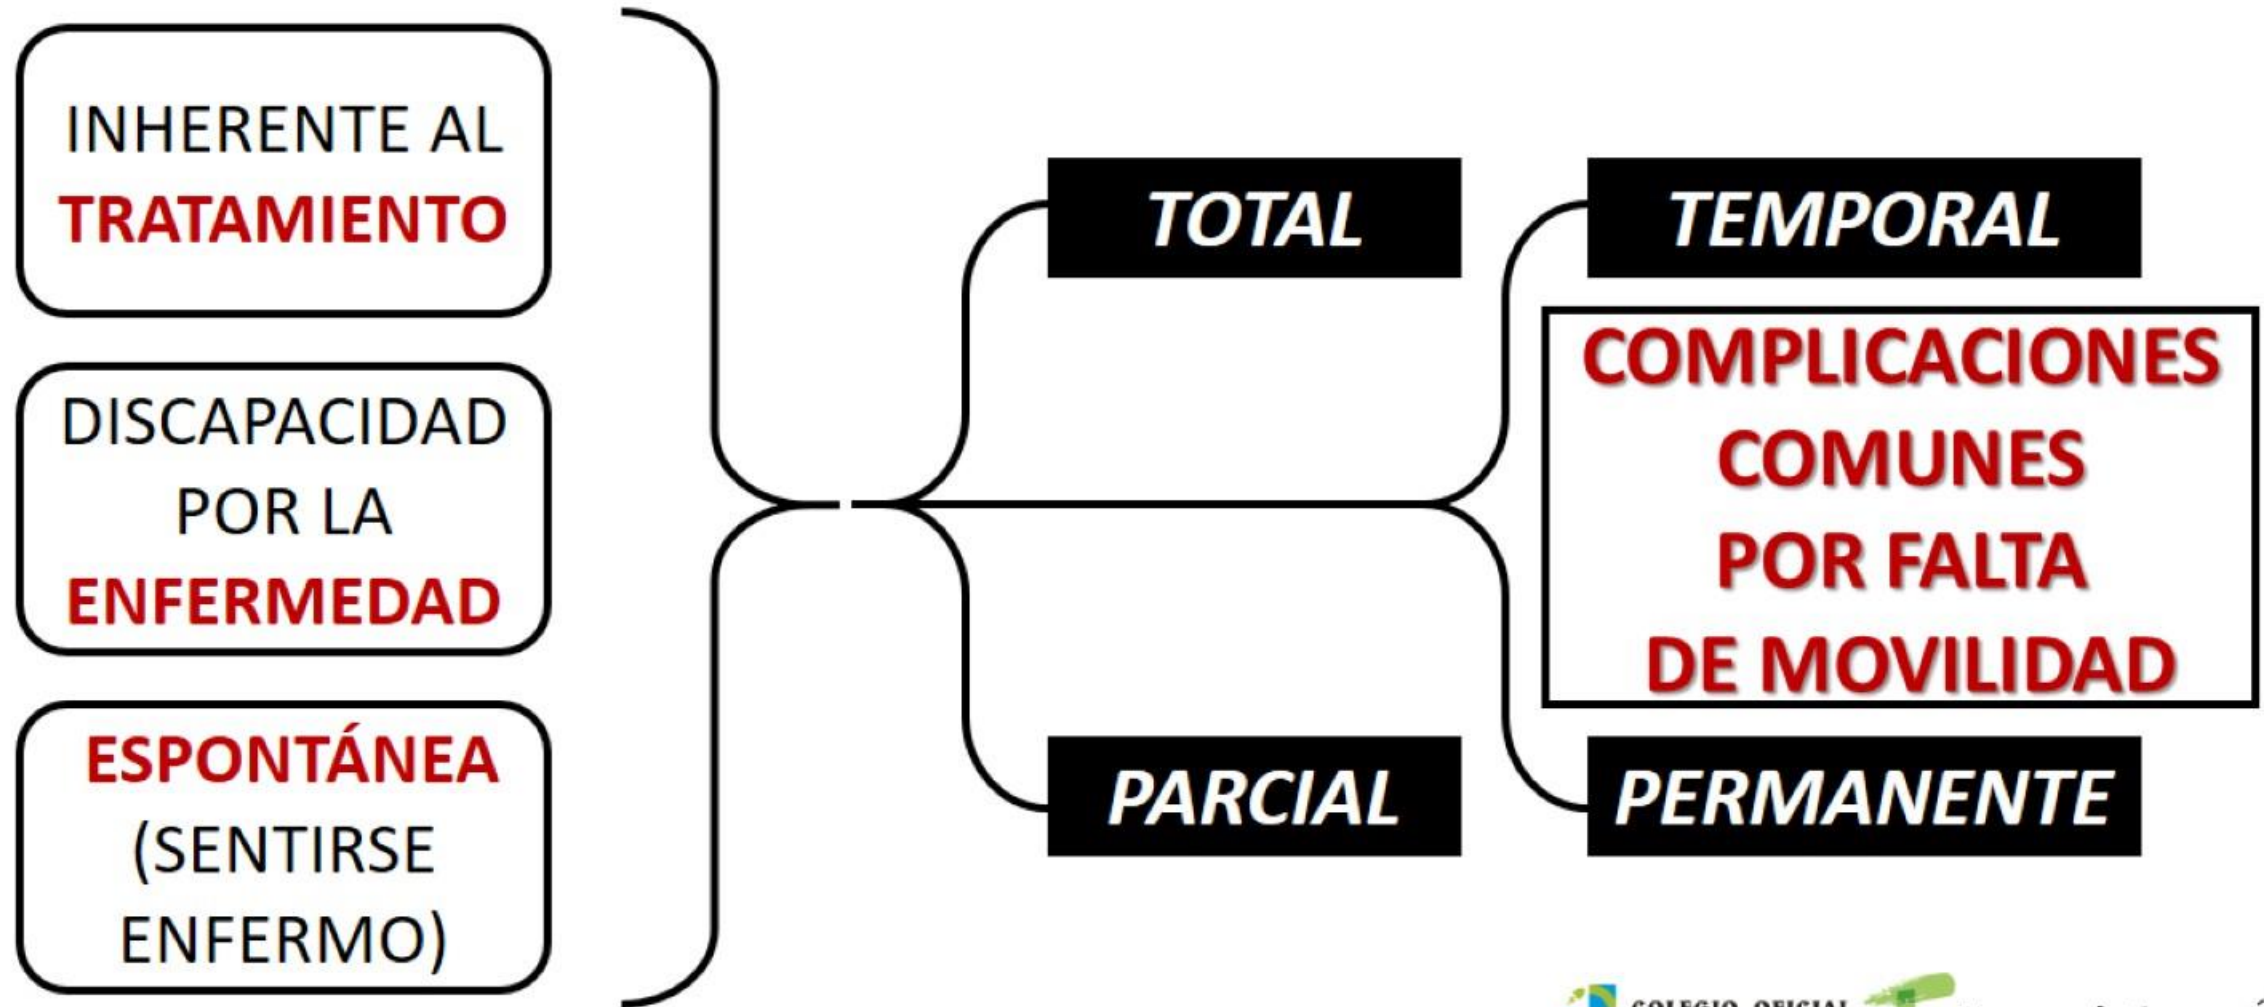 INHERENTE AL
TRATAMIENTO
DISCAPACIDAD
POR LA
ENFERMEDAD
ESPONTÁNEA
(SENTIRSE
ENFERMO)
TOTAL
PARCIAL
TEMPORAL
COMPLICACIONES
COMUNES
POR FALTA
DE MOVILIDAD
PERMANENTE
COLEGIO OFICIAL